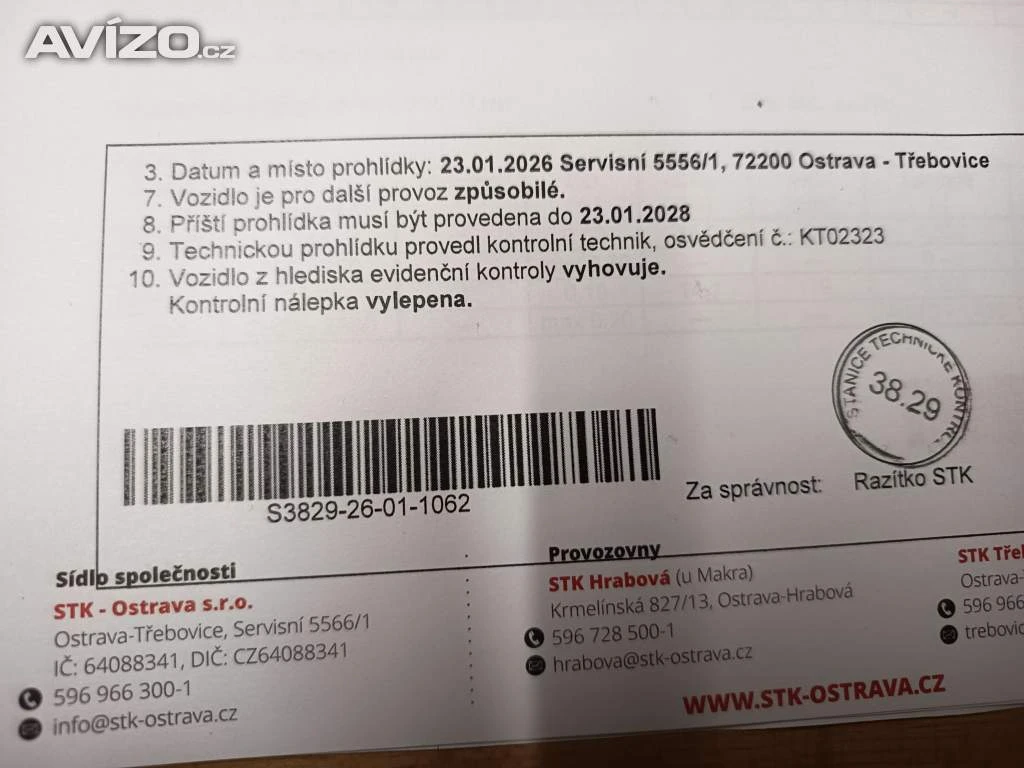 AVÍZO.cz
3. Datum a místo prohlídky: 23.01.2026 Servisní 5556/1, 72200 Ostrava - Třebovice
7. Vozidlo je pro další provoz způsobilé.
8. Příští prohlídka musí být provedena do 23.01.2028
9. Technickou prohlídku provedl kontrolní technik, osvědčení č.: KT02323
10. Vozidlo z hlediska evidenční kontroly vyhovuje.
Kontrolní nálepka vylepena.
STANICE TECHNICKÉ KONTRO
38.29
S3829-26-01-1062
Za správnost:
Razítko STK
Sídlo společnosti
STK - Ostrava s.r.o.
Ostrava-Třebovice, Servisní 5566/1
IČ: 64088341, DIČ: CZ64088341
596 966 300-1
info@stk-ostrava.cz
Provozovny
STK Hrabová (u Makra)
Krmelínská 827/13, Ostrava-Hrabová
596 728 500-1
hrabova@stk-ostrava.cz
STK Třel
Ostrava-
596 966
trebovic
WWW.STK-OSTRAVA.CZ